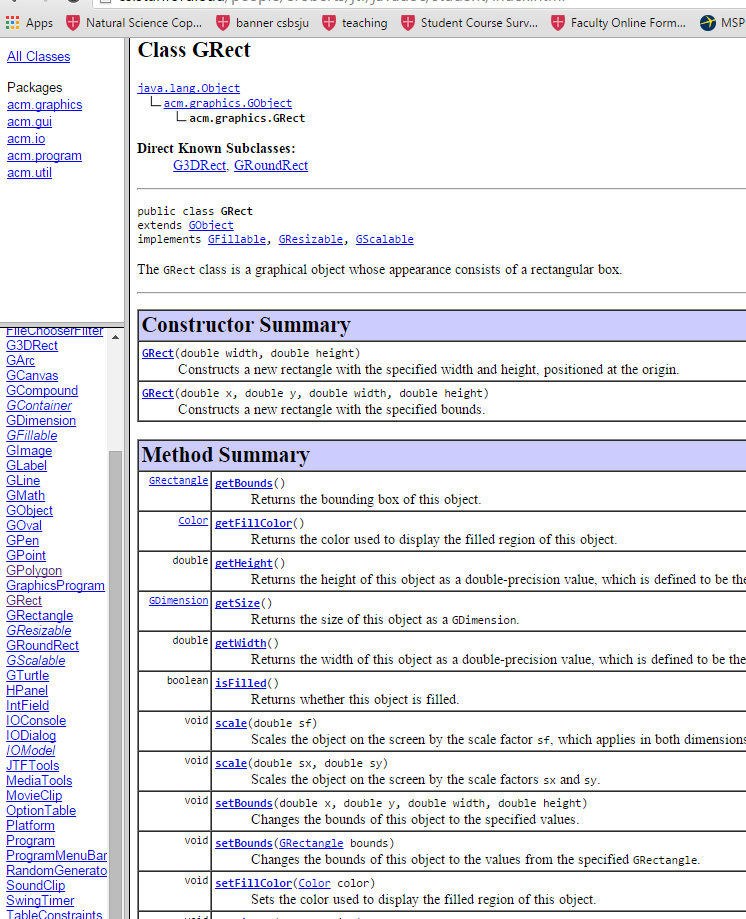 Apps Natural Science Cop... banner csbsju teaching Student Course Surv... Faculty Online Form... MSP
All Classes
Packages
acm.graphics
acm.gui
acm.io
acm.program
acm.util
FileChooserFilter
G3DRect
GArc
GCanvas
GCompound
GContainer
GDimension
GFillable
GImage
GLabel
GLine
GMath
GObject
GOval
GPen
GPoint
GPolygon
GraphicsProgram
GRect
GRectangle
GResizable
GRoundRect
GScalable
GTurtle
HPanel
IntField
IOConsole
IODialog
IOModel
JTFTools
MediaTools
MovieClip
OptionTable
Platform
Program
ProgramMenuBar
RandomGenerato
SoundClip
SwingTimer
TableConstraints
Class GRect
java.lang.Object
acm.graphics.GObject
acm.graphics.GRect
Direct Known Subclasses:
G3DRect, GRoundRect
public class GRect
extends GObject
implements GFillable, GResizable, GScalable
The GRect class is a graphical object whose appearance consists of a rectangular box.
Constructor Summary
GRect(double width, double height)
Constructs a new rectangle with the specified width and height, positioned at the origin.
GRect(double x, double y, double width, double height)
Constructs a new rectangle with the specified bounds.
Method Summary
GRectangle getBounds()
Returns the bounding box of this object.
Color getFillColor()
Returns the color used to display the filled region of this object.
double getHeight()
Returns the height of this object as a double-precision value, which is defined to be the
GDimension getSize()
Returns the size of this object as a GDimension.
double getWidth()
Returns the width of this object as a double-precision value, which is defined to be the
boolean isFilled()
Returns whether this object is filled.
void scale(double sf)
Scales the object on the screen by the scale factor sf, which applies in both dimensions
void scale(double sx, double sy)
Scales the object on the screen by the scale factors sx and sy.
void setBounds(double x, double y, double width, double height)
Changes the bounds of this object to the specified values.
void setBounds(GRectangle bounds)
Changes the bounds of this object to the values from the specified GRectangle.
void setFillColor(Color color)
Sets the color used to display the filled region of this object.